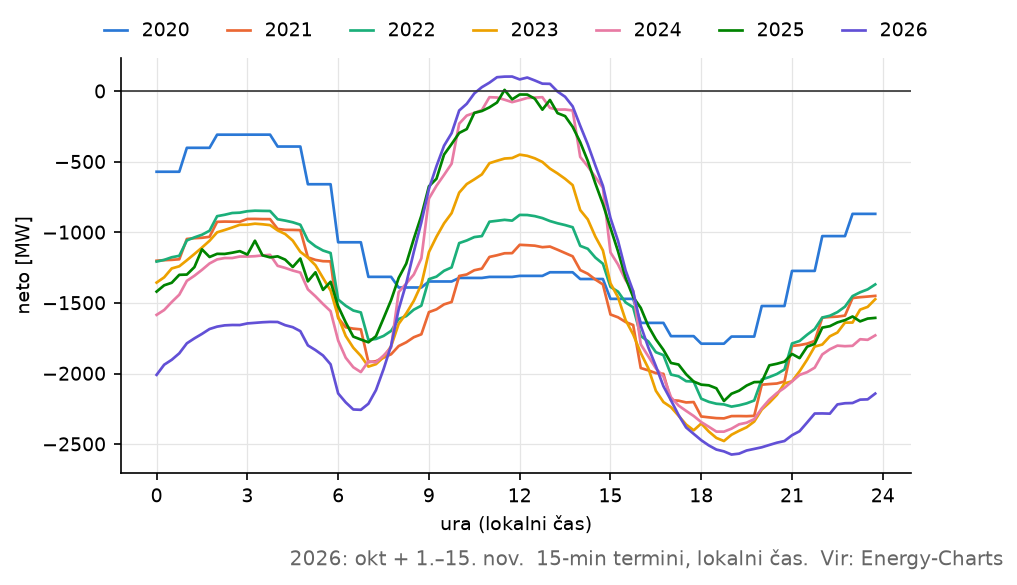 2020 2021 2022 2023 2024 2025 2026
0
−500
−1000
−1500
−2000
−2500
neto [MW]
0 3 6 9 12 15 18 21 24
ura (lokalni čas)
2026: okt + 1.–15. nov.  15-min termini, lokalni čas.  Vir: Energy-Charts